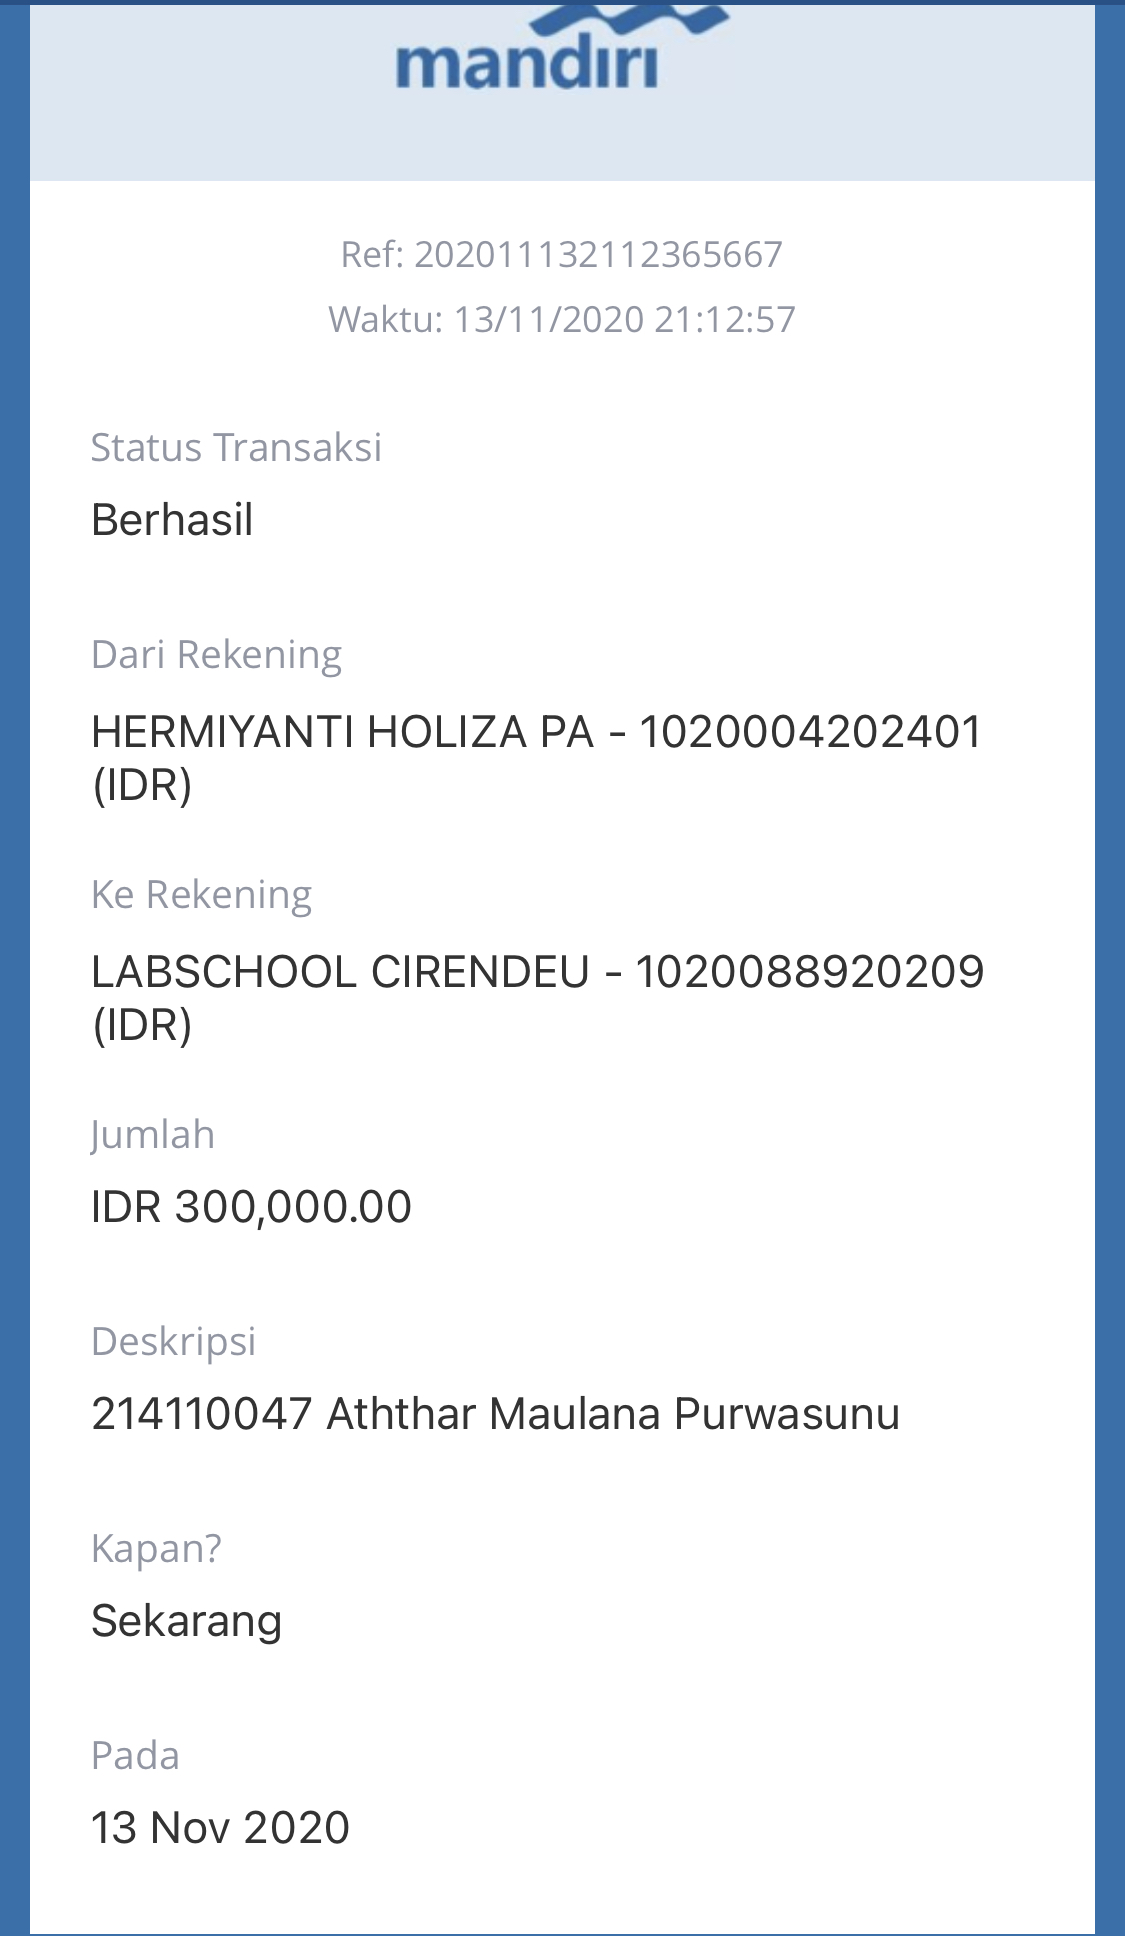 mandiri
Ref: 202011132112365667
Waktu: 13/11/2020 21:12:57
Status Transaksi
Berhasil
Dari Rekening
HERMIYANTI HOLIZA PA - 1020004202401
(IDR)
Ke Rekening
LABSCHOOL CIRENDEU - 1020088920209
(IDR)
Jumlah
IDR 300,000.00
Deskripsi
214110047 Aththar Maulana Purwasunu
Kapan?
Sekarang
Pada
13 Nov 2020